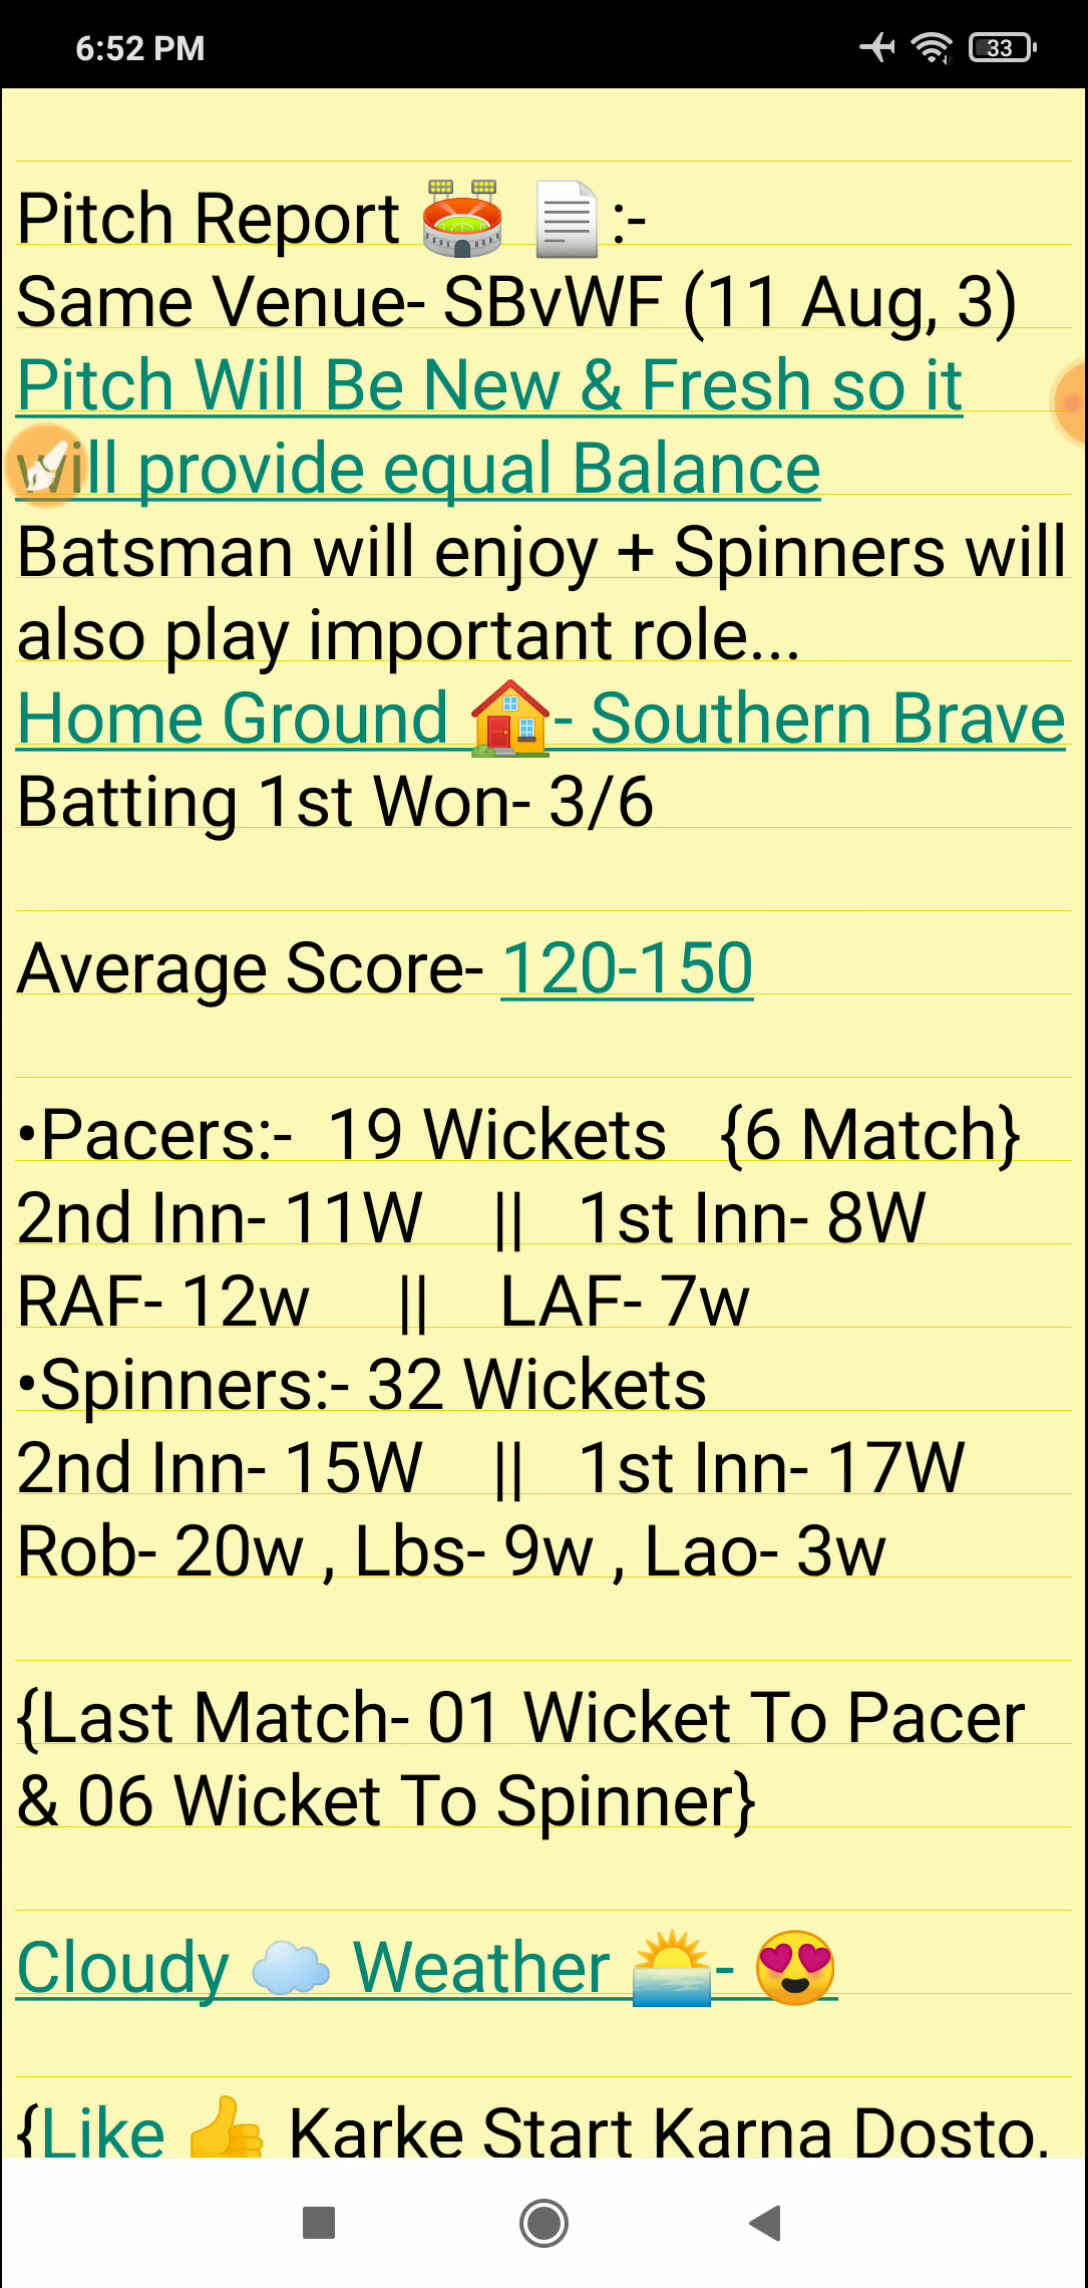 6:52 PM
33
Pitch Report 🏟️ 📄:-
Same Venue- SBvWF (11 Aug, 3)
Pitch Will Be New & Fresh so it
will provide equal Balance
Batsman will enjoy + Spinners will
also play important role...
Home Ground 🏠- Southern Brave
Batting 1st Won- 3/6
Average Score- 120-150
•Pacers:- 19 Wickets {6 Match}
2nd Inn- 11W || 1st Inn- 8W
RAF- 12w || LAF- 7w
•Spinners:- 32 Wickets
2nd Inn- 15W || 1st Inn- 17W
Rob- 20w , Lbs- 9w , Lao- 3w
{Last Match- 01 Wicket To Pacer
& 06 Wicket To Spinner}
Cloudy ☁️ Weather 🌅- 😍
{Like 👍 Karke Start Karna Dosto.